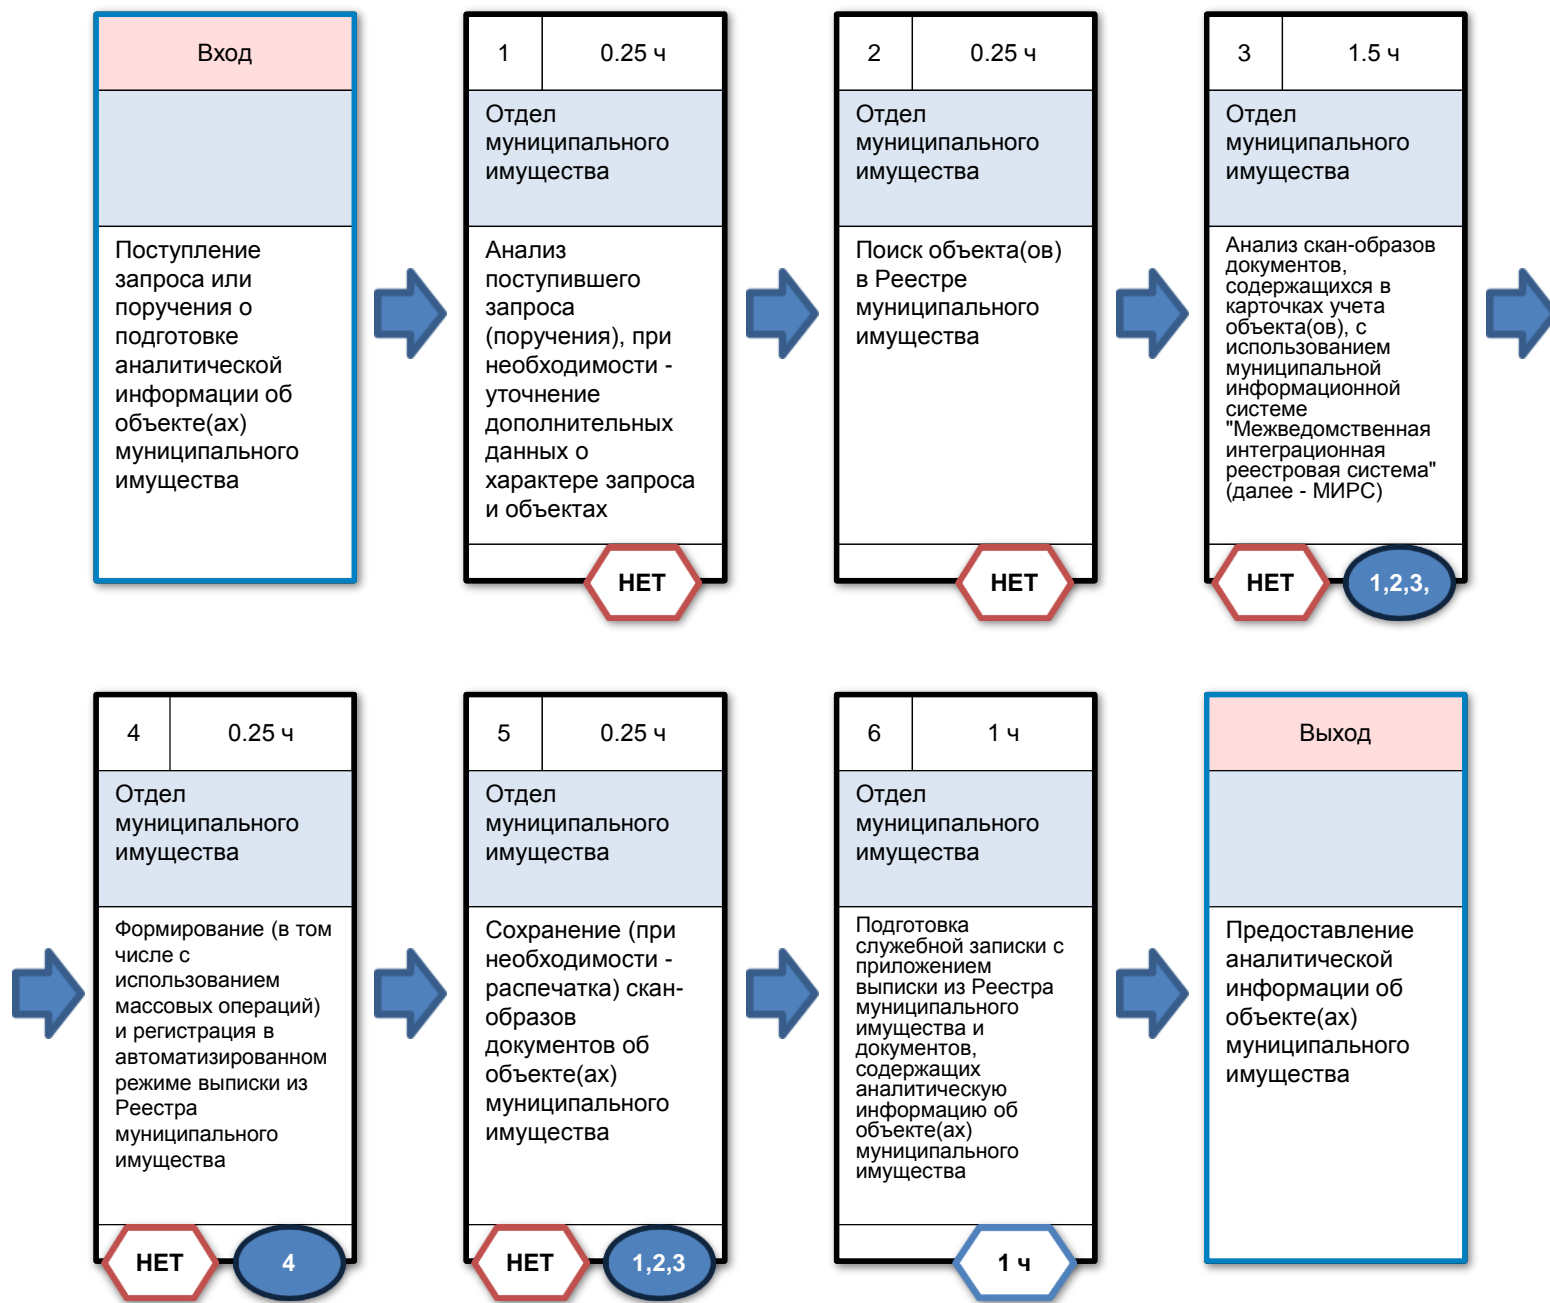 Вход
Поступление
запроса или
поручения о
подготовке
аналитической
информации об
объекте(ах)
муниципального
имущества
1
0.25 ч
Отдел
муниципального
имущества
Анализ
поступившего
запроса
(поручения), при
необходимости -
уточнение
дополнительных
данных о
характере запроса
и объектах
НЕТ
2
0.25 ч
Отдел
муниципального
имущества
Поиск объекта(ов)
в Реестре
муниципального
имущества
НЕТ
3
1.5 ч
Отдел
муниципального
имущества
Анализ скан-образов
документов,
содержащихся в
карточках учета
объекта(ов), с
использованием
муниципальной
информационной
системе
"Межведомственная
интеграционная
реестровая система"
(далее - МИРС)
НЕТ
1,2,3,
4
0.25 ч
Отдел
муниципального
имущества
Формирование (в том
числе с
использованием
массовых операций)
и регистрация в
автоматизированном
режиме выписки из
Реестра
муниципального
имущества
НЕТ
4
5
0.25 ч
Отдел
муниципального
имущества
Сохранение (при
необходимости -
распечатка) скан-
образов
документов об
объекте(ах)
муниципального
имущества
НЕТ
1,2,3
6
1 ч
Отдел
муниципального
имущества
Подготовка
служебной записки с
приложением
выписки из Реестра
муниципального
имущества и
документов,
содержащих
аналитическую
информацию об
объекте(ах)
муниципального
имущества
1 ч
Выход
Предоставление
аналитической
информации об
объекте(ах)
муниципального
имущества